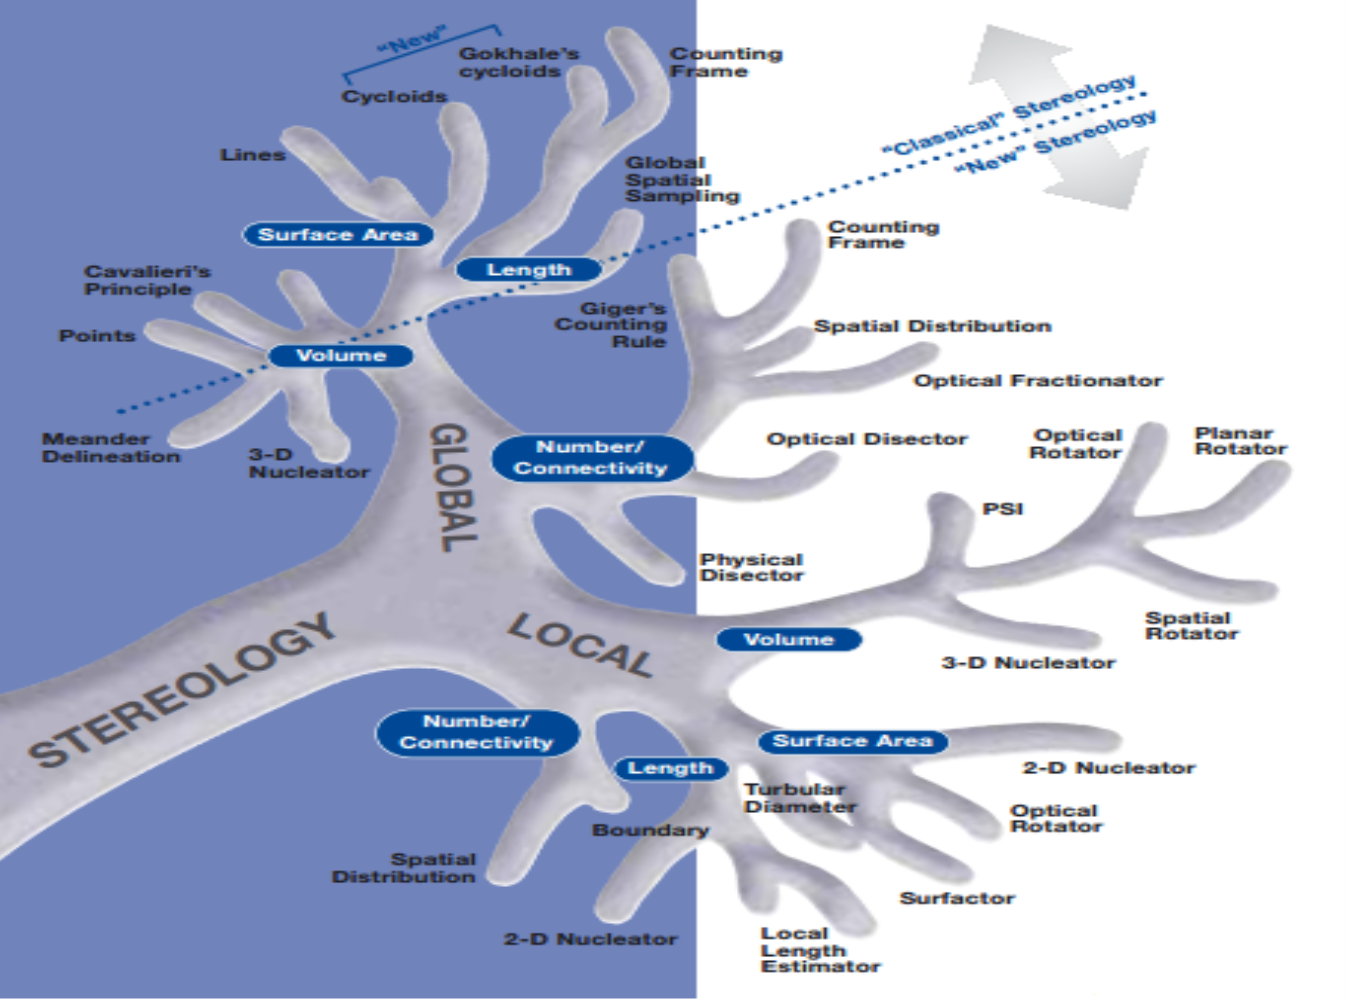 "New"
Gokhale's
cycloids
Counting
Frame
Cycloids
"Classical" Stereology
"New" Stereology
Lines
Global
Spatial
Sampling
Surface Area
Counting
Frame
Cavalieri's
Principle
Length
Giger's
Counting
Rule
Points
Spatial Distribution
Volume
Optical Fractionator
Meander
Delineation
3-D
Nucleator
GLOBAL
Number/
Connectivity
Optical Disector
Optical
Rotator
Planar
Rotator
PSI
Physical
Disector
STEREOLOGY
LOCAL
Volume
Spatial
Rotator
3-D Nucleator
Number/
Connectivity
Surface Area
Length
2-D Nucleator
Turbular
Diameter
Optical
Rotator
Boundary
Spatial
Distribution
Surfactor
2-D Nucleator
Local
Length
Estimator